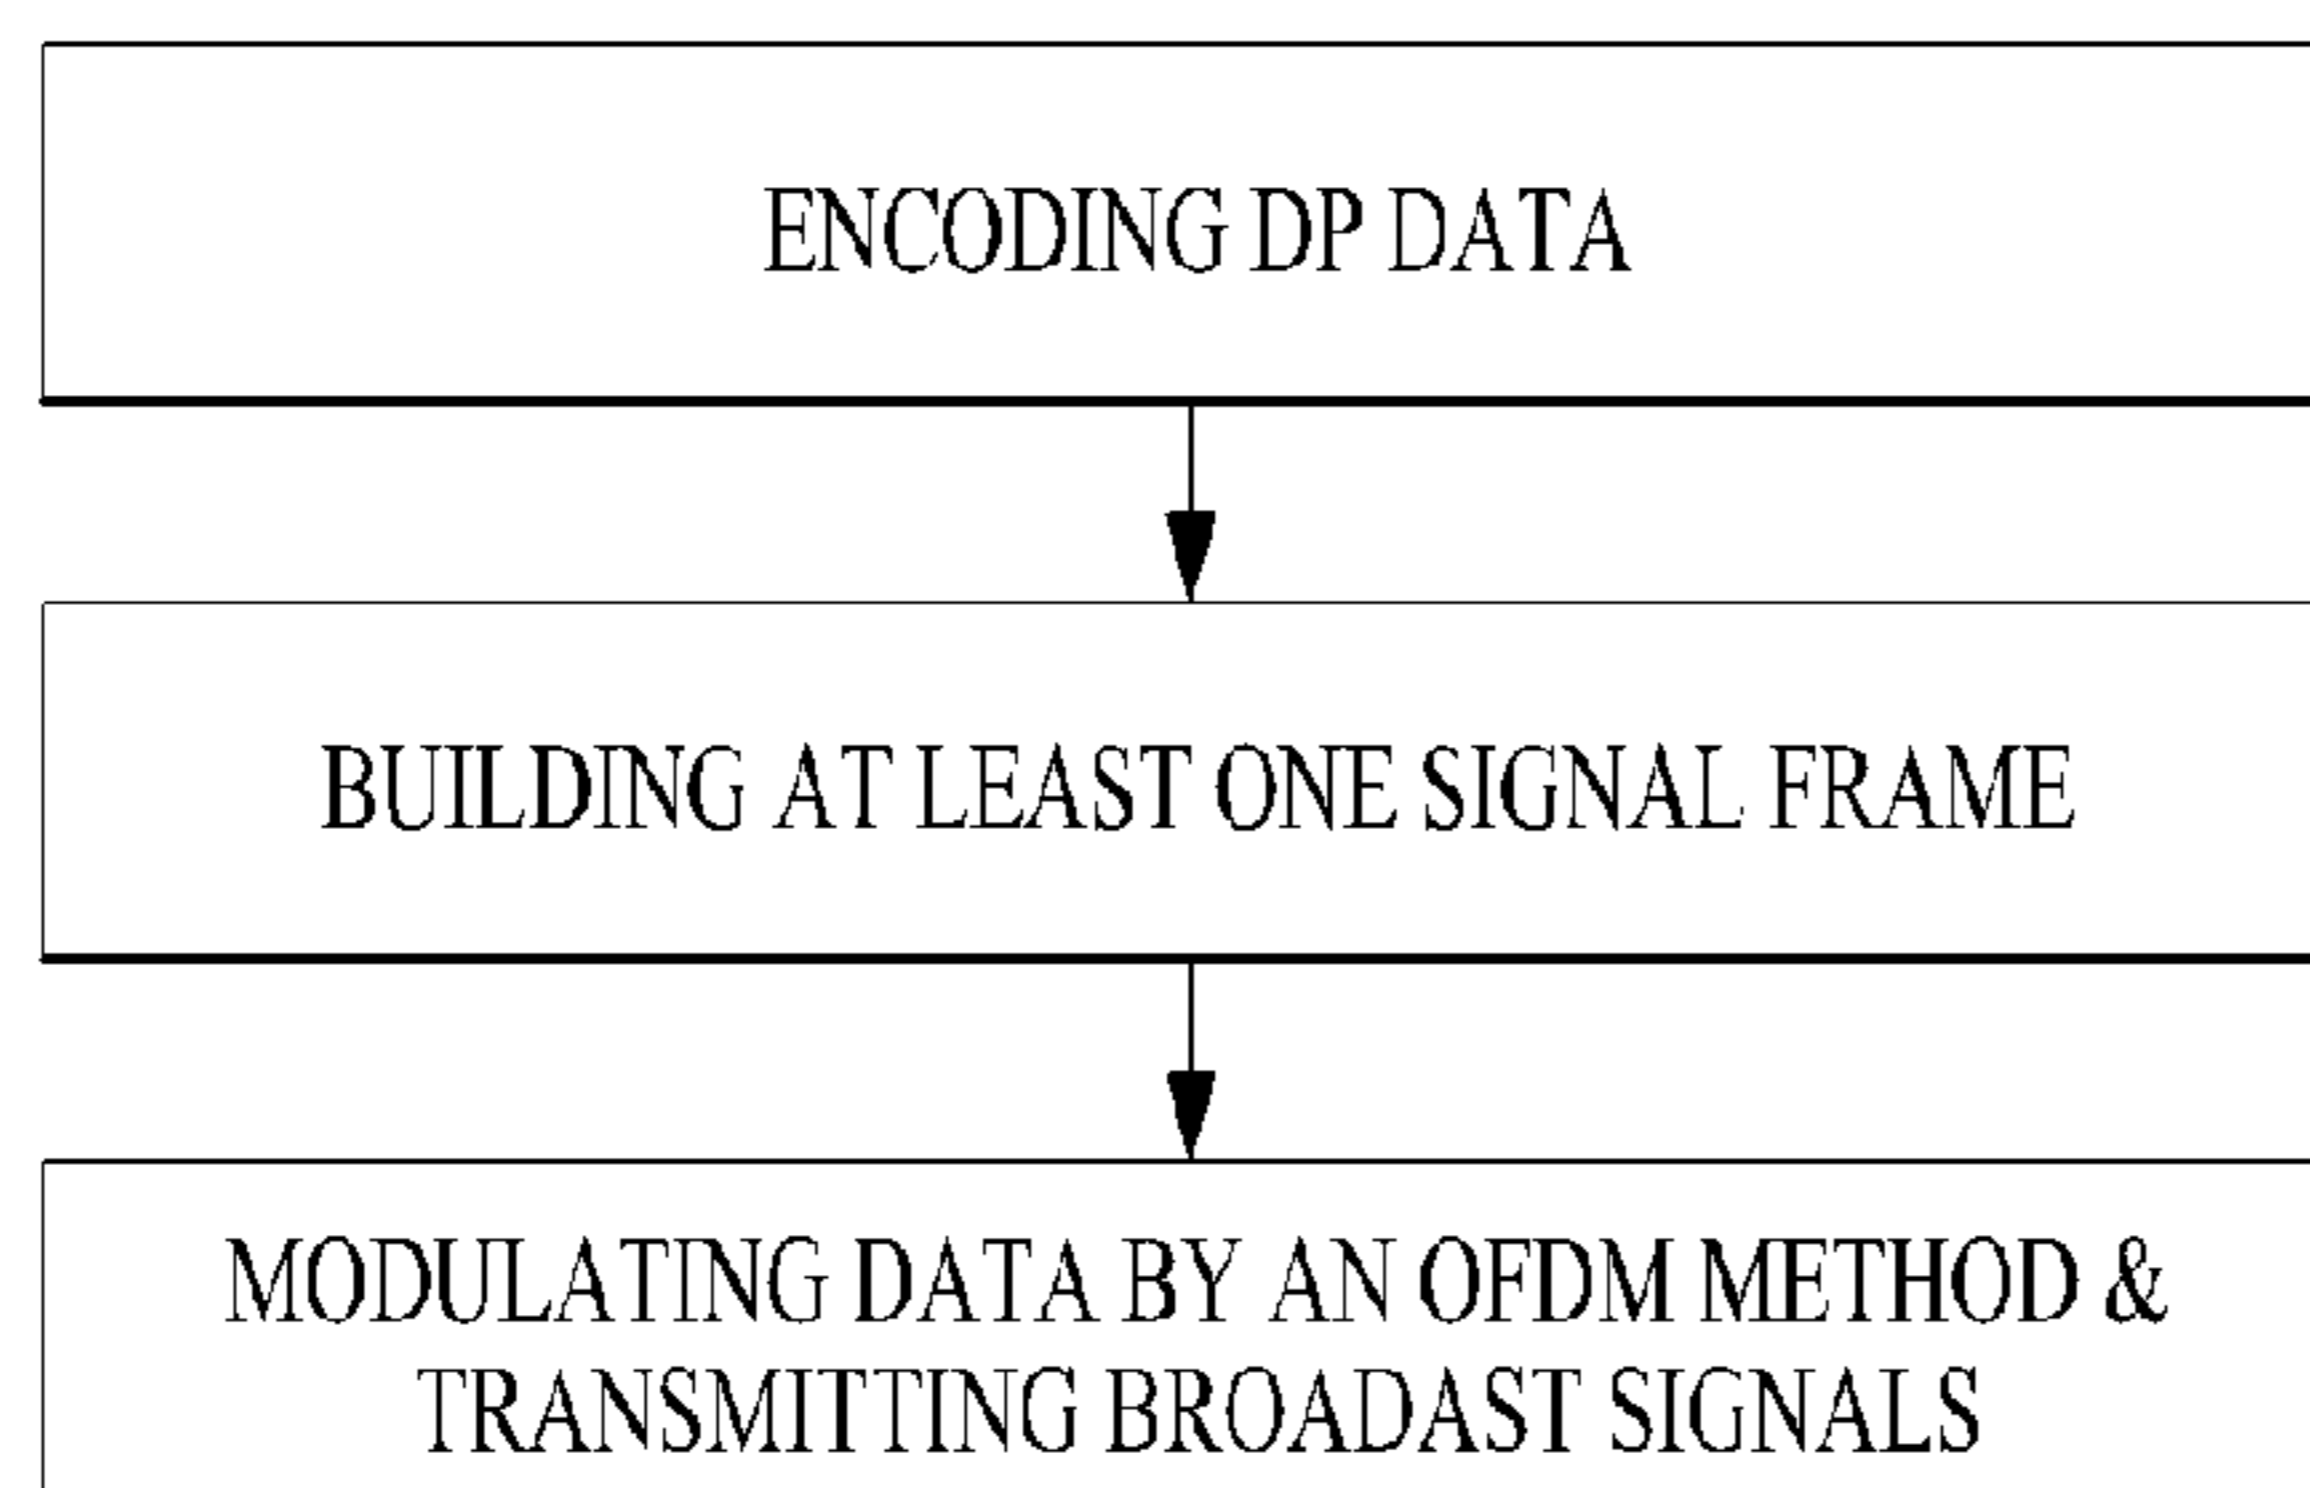 ENCODING DP DATA
BUILDING AT LEAST ONE SIGNAL FRAME
MODULATING DATA BY AN OFDM METHOD &
TRANSMITTING BROADAST SIGNALS